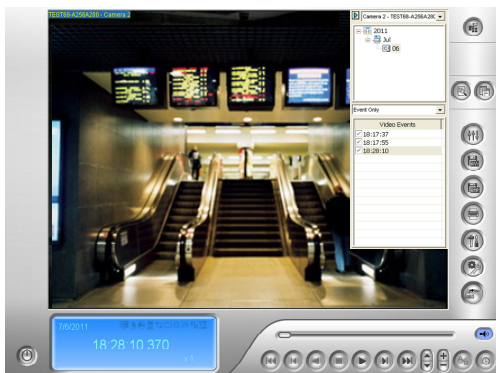 TEST68-A256A280 - Camera 2
Camera 2 - TEST68-A256A28C
2011
Jul
06
Event Only
Video Events
18:17:37
18:17:55
18:28:10
7/6/2011
18:28:10 370
x 1